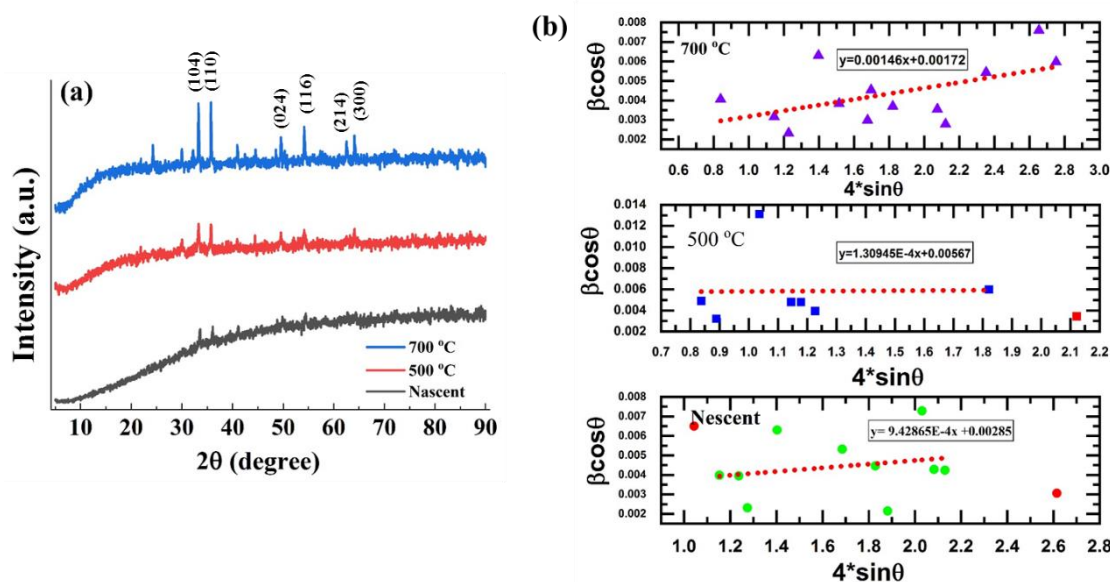 (a)
(104)
(110)
(024)
(116)
(214)
(300)
Intensity (a.u.)
700 °C
500 °C
Nascent
10 20 30 40 50 60 70 80 90
2θ (degree)
(b)
0.008
0.007
0.006
0.005
0.004
0.003
0.002
βcosθ
700 °C
y=0.00146x+0.00172
0.6 0.8 1.0 1.2 1.4 1.6 1.8 2.0 2.2 2.4 2.6 2.8 3.0
4*sinθ
0.014
0.012
0.010
0.008
0.006
0.004
0.002
βcosθ
500 °C
y=1.30945E-4x+0.00567
0.7 0.8 0.9 1.0 1.1 1.2 1.3 1.4 1.5 1.6 1.7 1.8 1.9 2.0 2.1 2.2
4*sinθ
0.008
0.007
0.006
0.005
0.004
0.003
0.002
βcosθ
Nescent
y= 9.42865E-4x +0.00285
1.0 1.2 1.4 1.6 1.8 2.0 2.2 2.4 2.6 2.8
4*sinθ